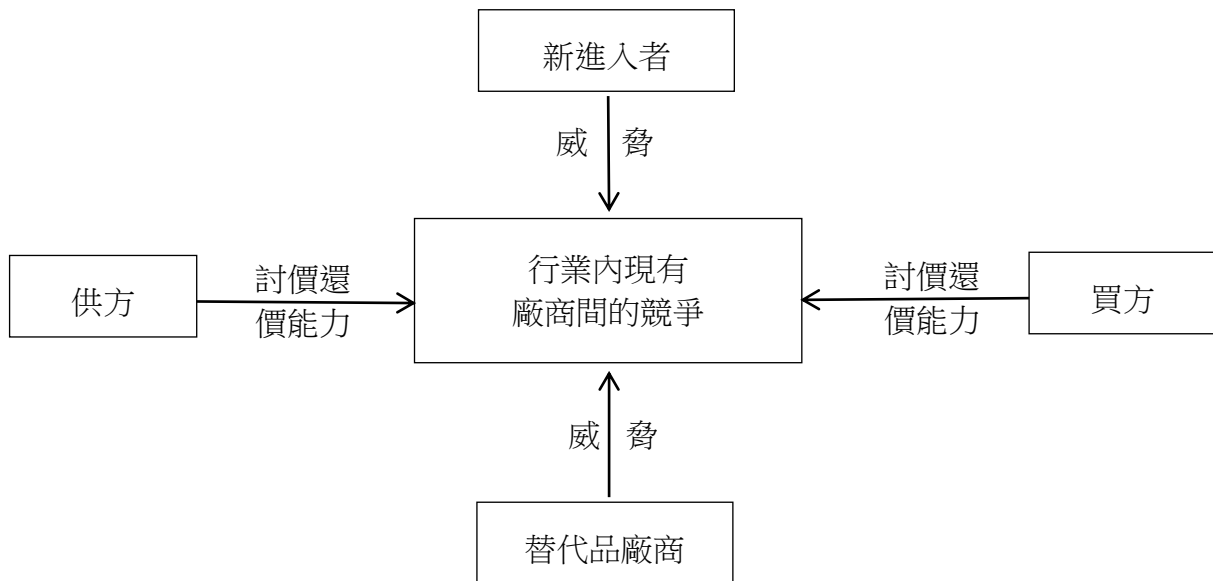 新進入者
威 脅
供方
討價還
價能力
行業內現有
廠商間的競爭
討價還
價能力
買方
威 脅
替代品廠商